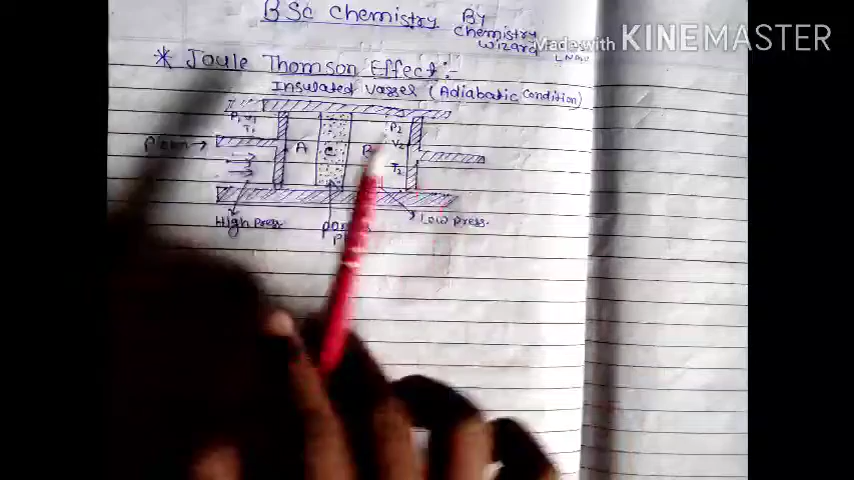 BSc Chemistry By
Chemistry
Wizard
Made with KINEMASTER
* Joule Thomson Effect:-
Insulated vasses (Adiabatic Condition)
P1 V1
T1
P2
V2
T2
A
C
B
High Press
Low press.